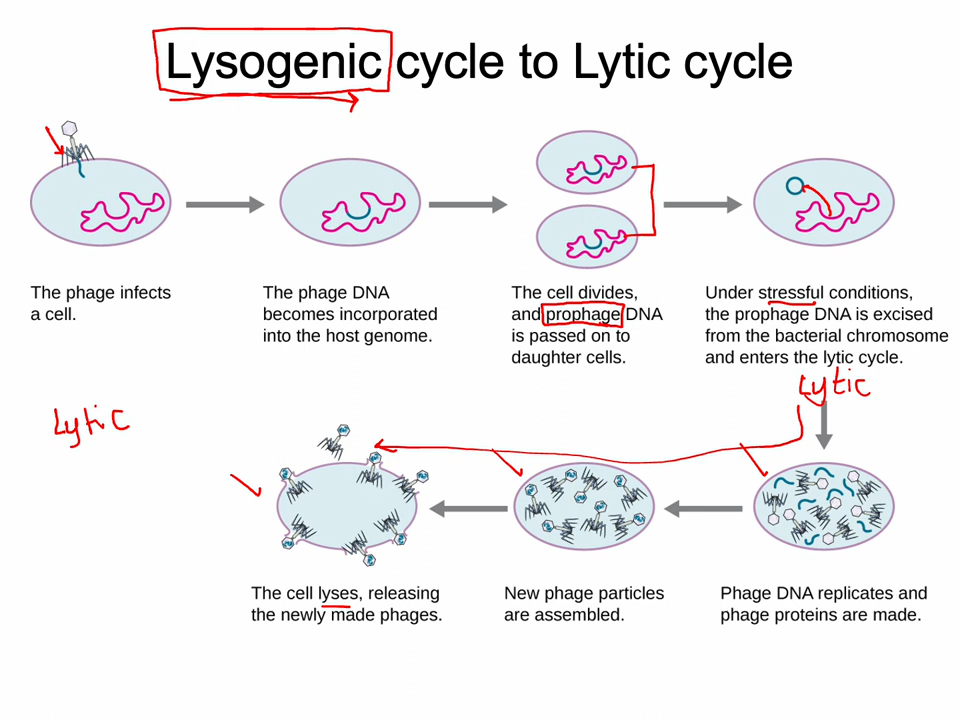 Lysogenic cycle to Lytic cycle
The phage infects
a cell.
The phage DNA
becomes incorporated
into the host genome.
The cell divides,
and prophage DNA
is passed on to
daughter cells.
Under stressful conditions,
the prophage DNA is excised
from the bacterial chromosome
and enters the lytic cycle.
Lytic
Lytic
The cell lyses, releasing
the newly made phages.
New phage particles
are assembled.
Phage DNA replicates and
phage proteins are made.